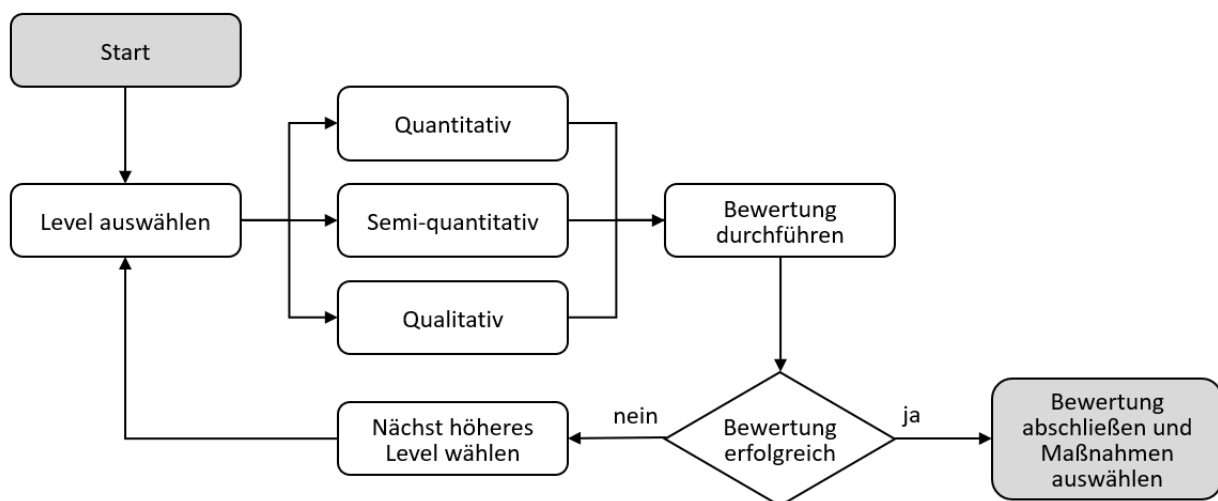 Start
Quantitativ
Level auswählen
Semi-quantitativ
Bewertung
durchführen
Qualitativ
Nächst höheres
Level wählen
nein
Bewertung
erfolgreich
ja
Bewertung
abschließen und
Maßnahmen
auswählen